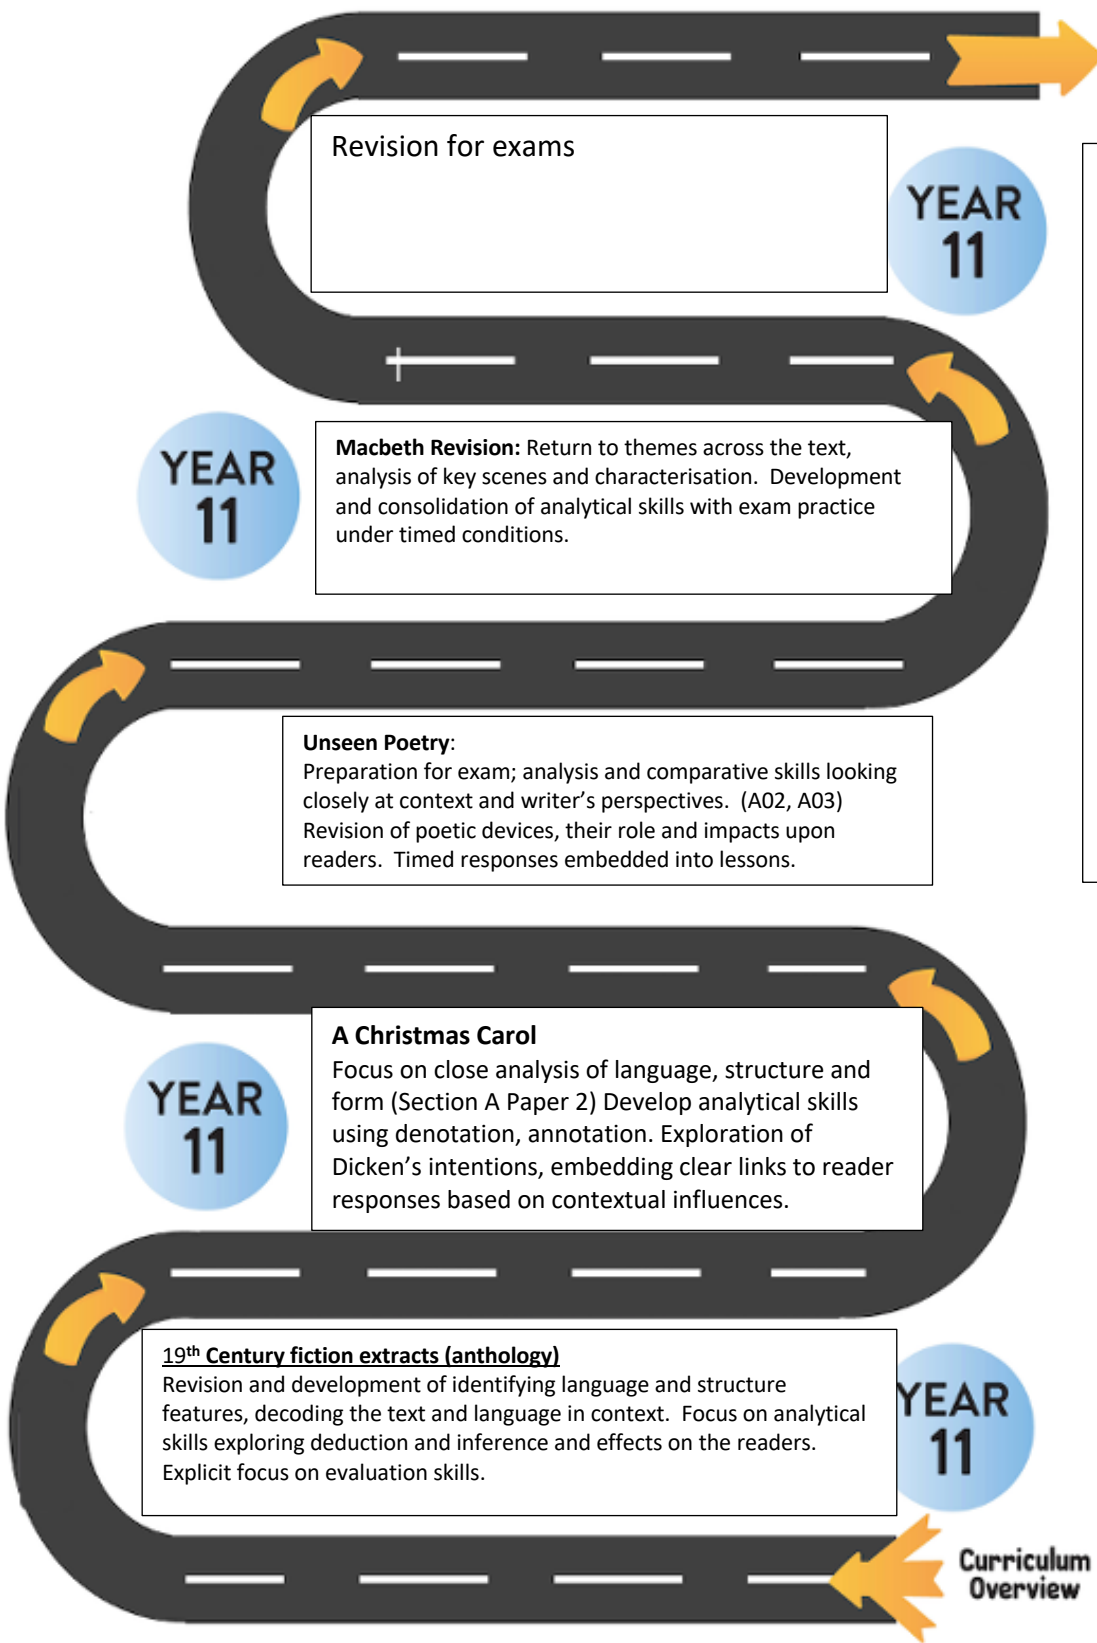 Revision for exams
YEAR
11
YEAR
11
Macbeth Revision: Return to themes across the text,
analysis of key scenes and characterisation.  Development
and consolidation of analytical skills with exam practice
under timed conditions.
Unseen Poetry:
Preparation for exam; analysis and comparative skills looking
closely at context and writer’s perspectives.  (A02, A03)
Revision of poetic devices, their role and impacts upon
readers.  Timed responses embedded into lessons.
A Christmas Carol
Focus on close analysis of language, structure and
form (Section A Paper 2) Develop analytical skills
using denotation, annotation. Exploration of
Dicken’s intentions, embedding clear links to reader
responses based on contextual influences.
YEAR
11
19th Century fiction extracts (anthology)
Revision and development of identifying language and structure
features, decoding the text and language in context.  Focus on analytical
skills exploring deduction and inference and effects on the readers.
Explicit focus on evaluation skills.
YEAR
11
Curriculum
Overview